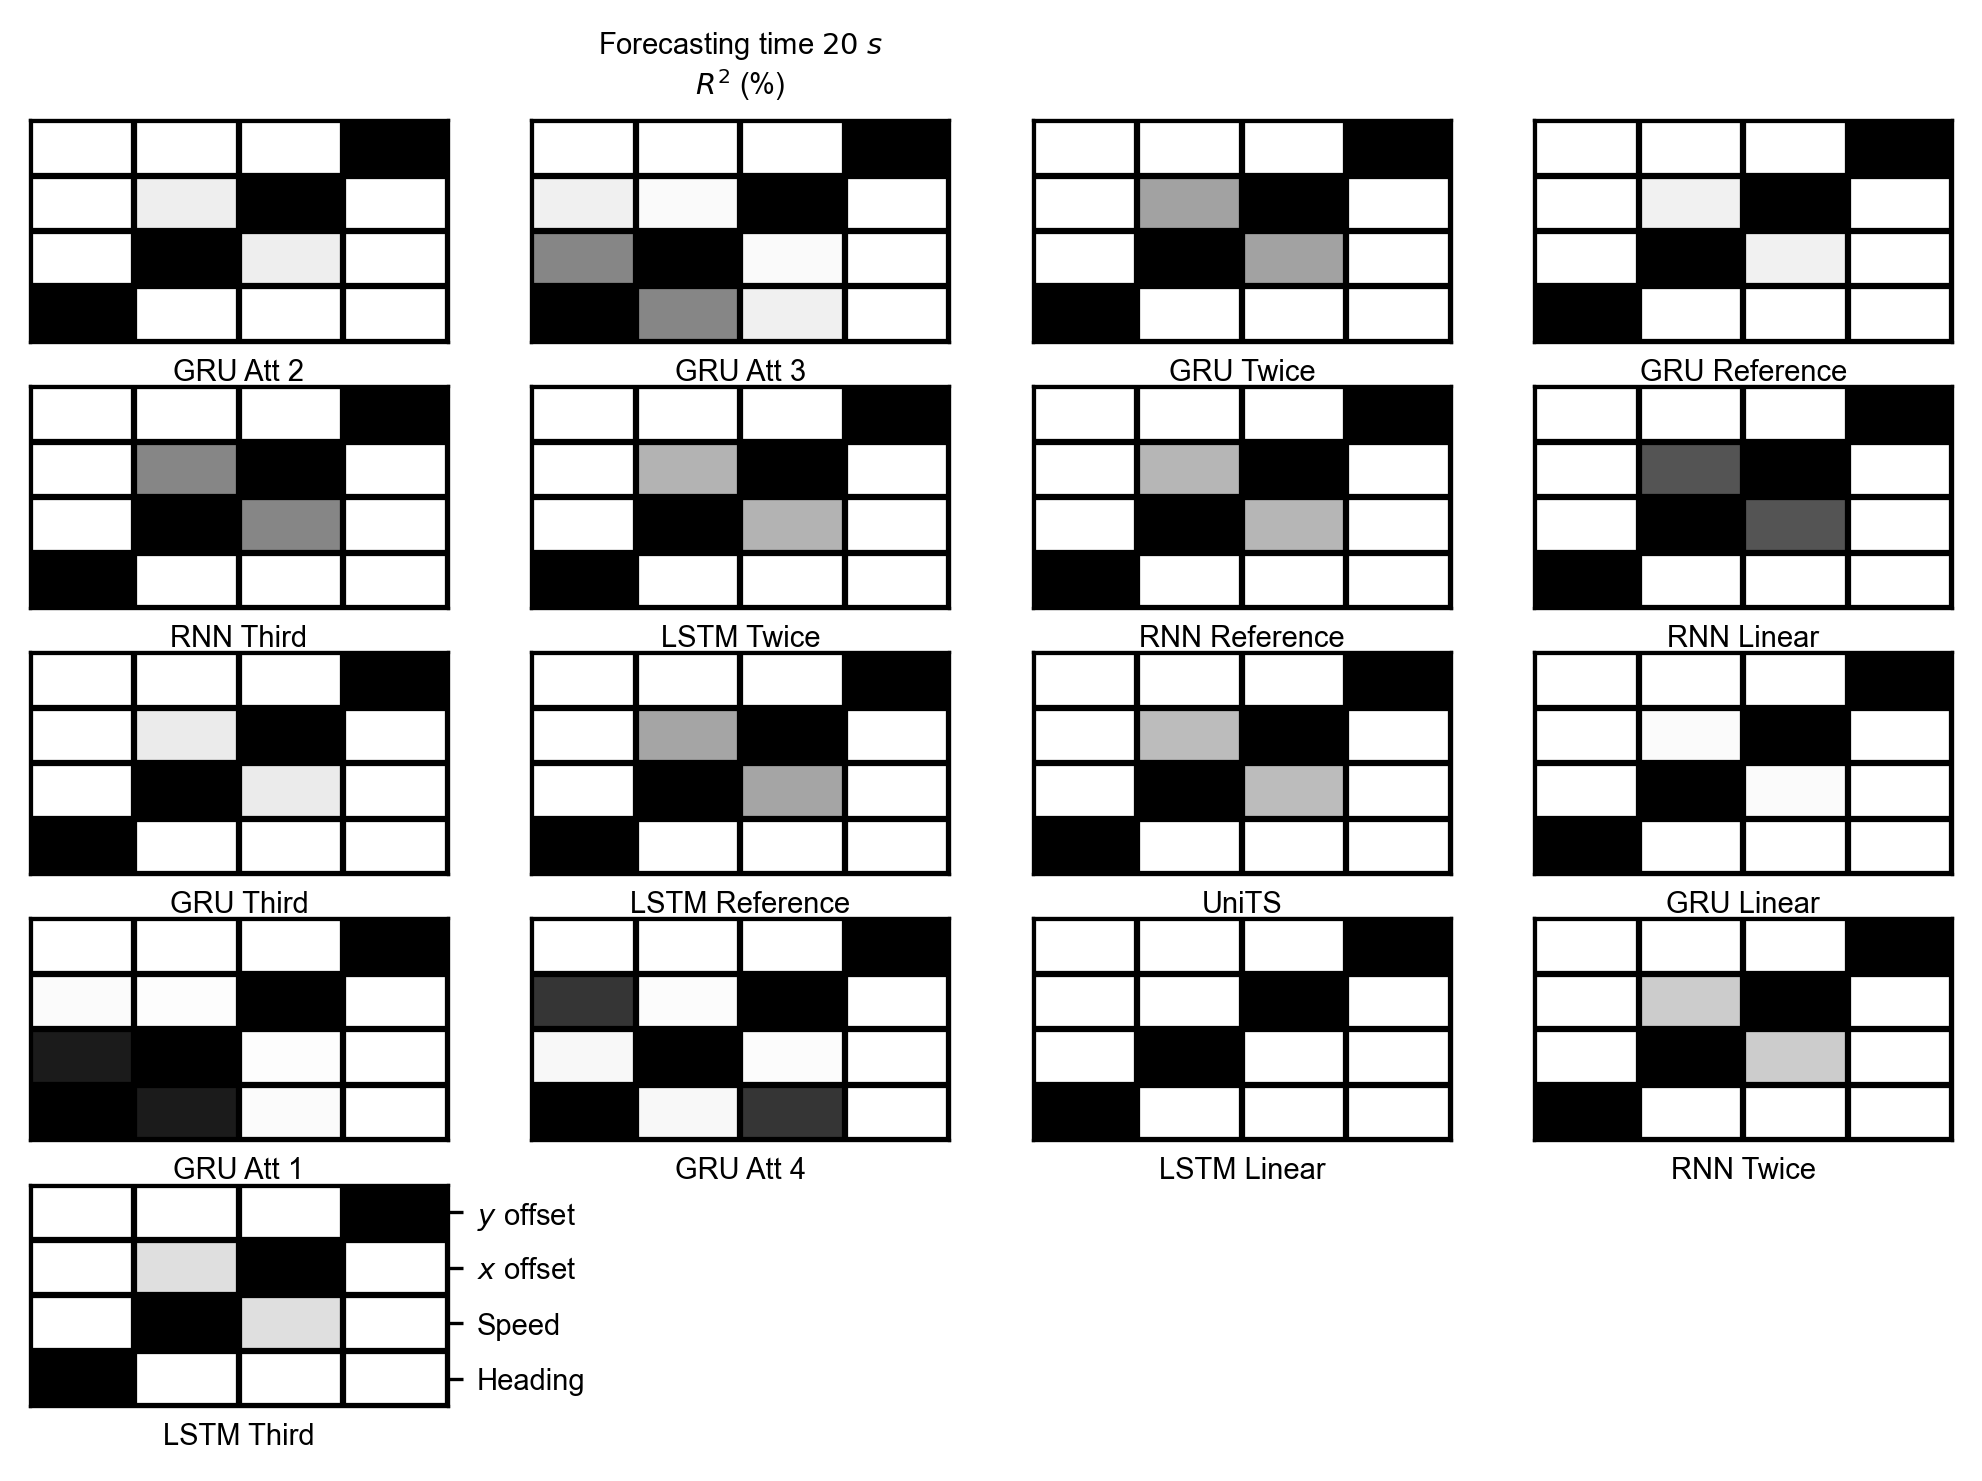 Forecasting time 20 s
R² (%)
GRU Att 2
GRU Att 3
GRU Twice
GRU Reference
RNN Third
LSTM Twice
RNN Reference
RNN Linear
GRU Third
LSTM Reference
UniTS
GRU Linear
GRU Att 1
GRU Att 4
LSTM Linear
RNN Twice
y offset
x offset
Speed
Heading
LSTM Third